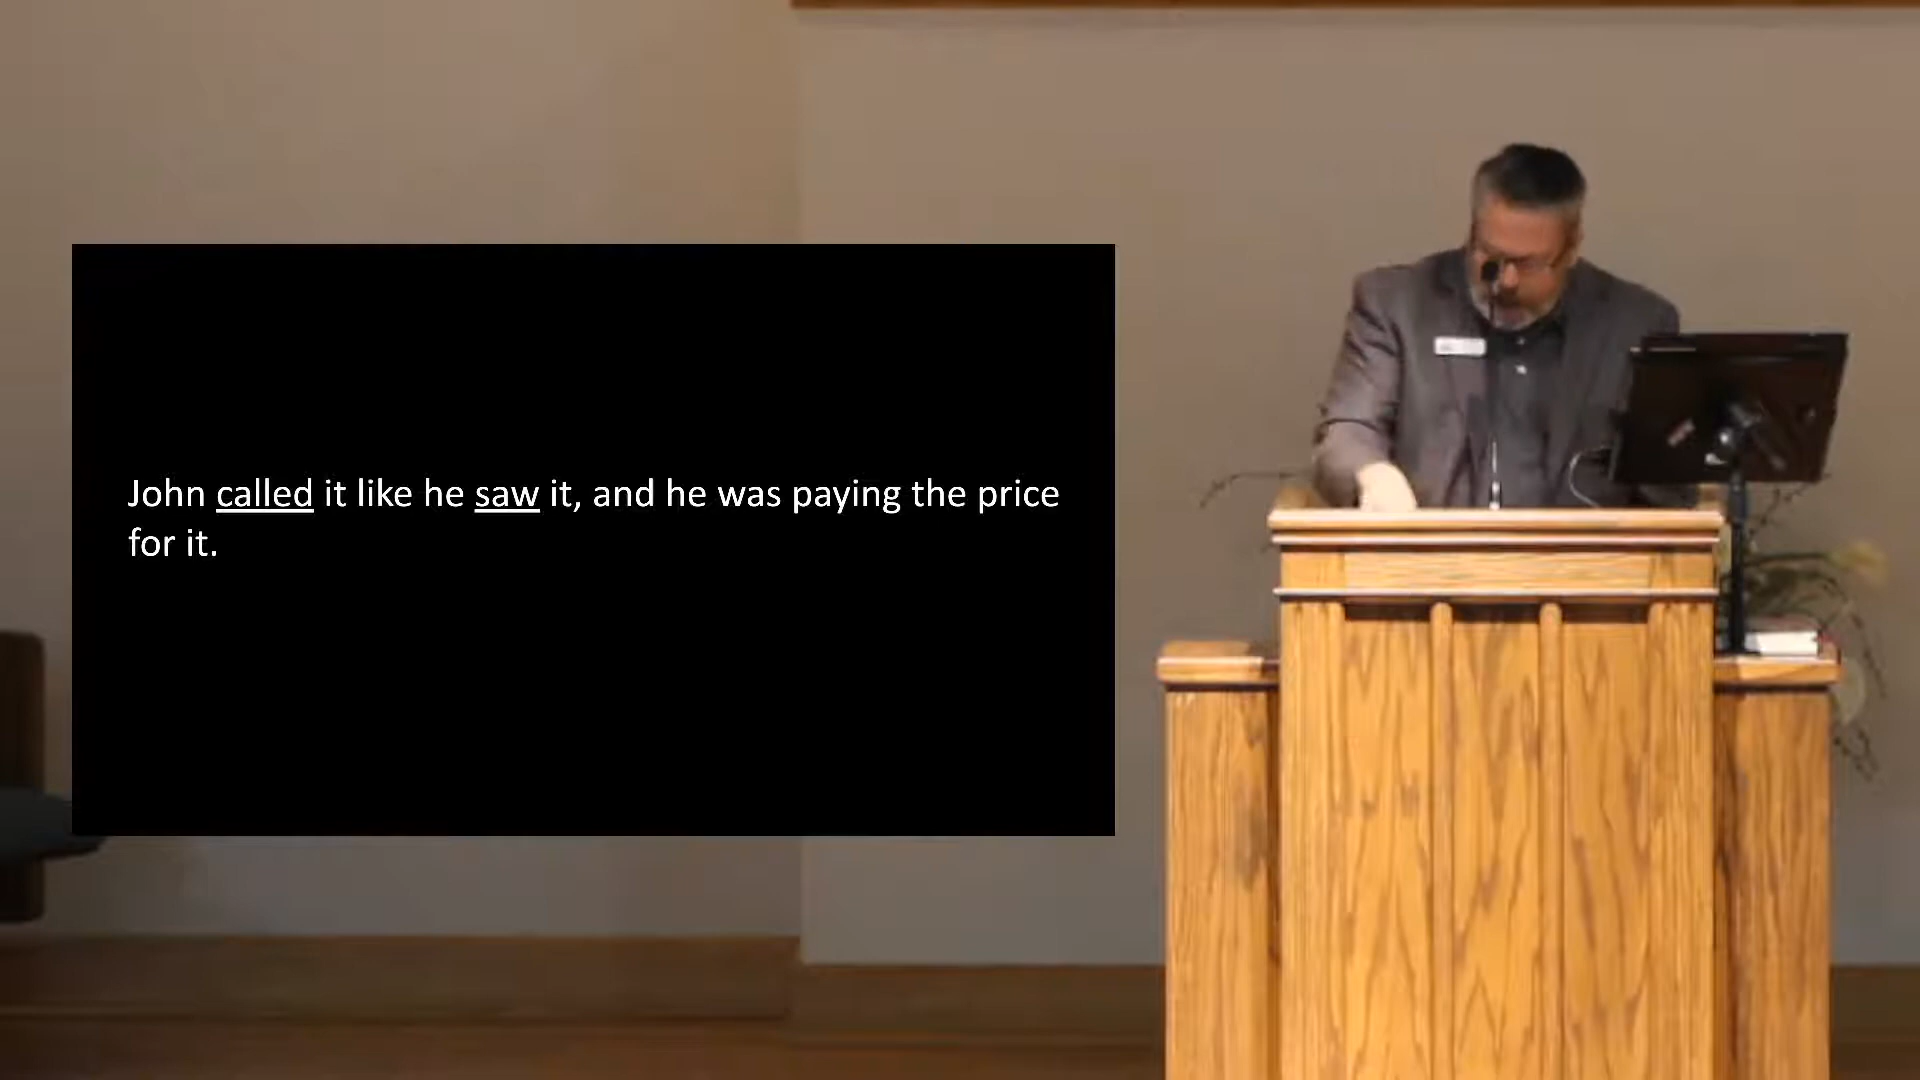 John called it like he saw it, and he was paying the price
for it.